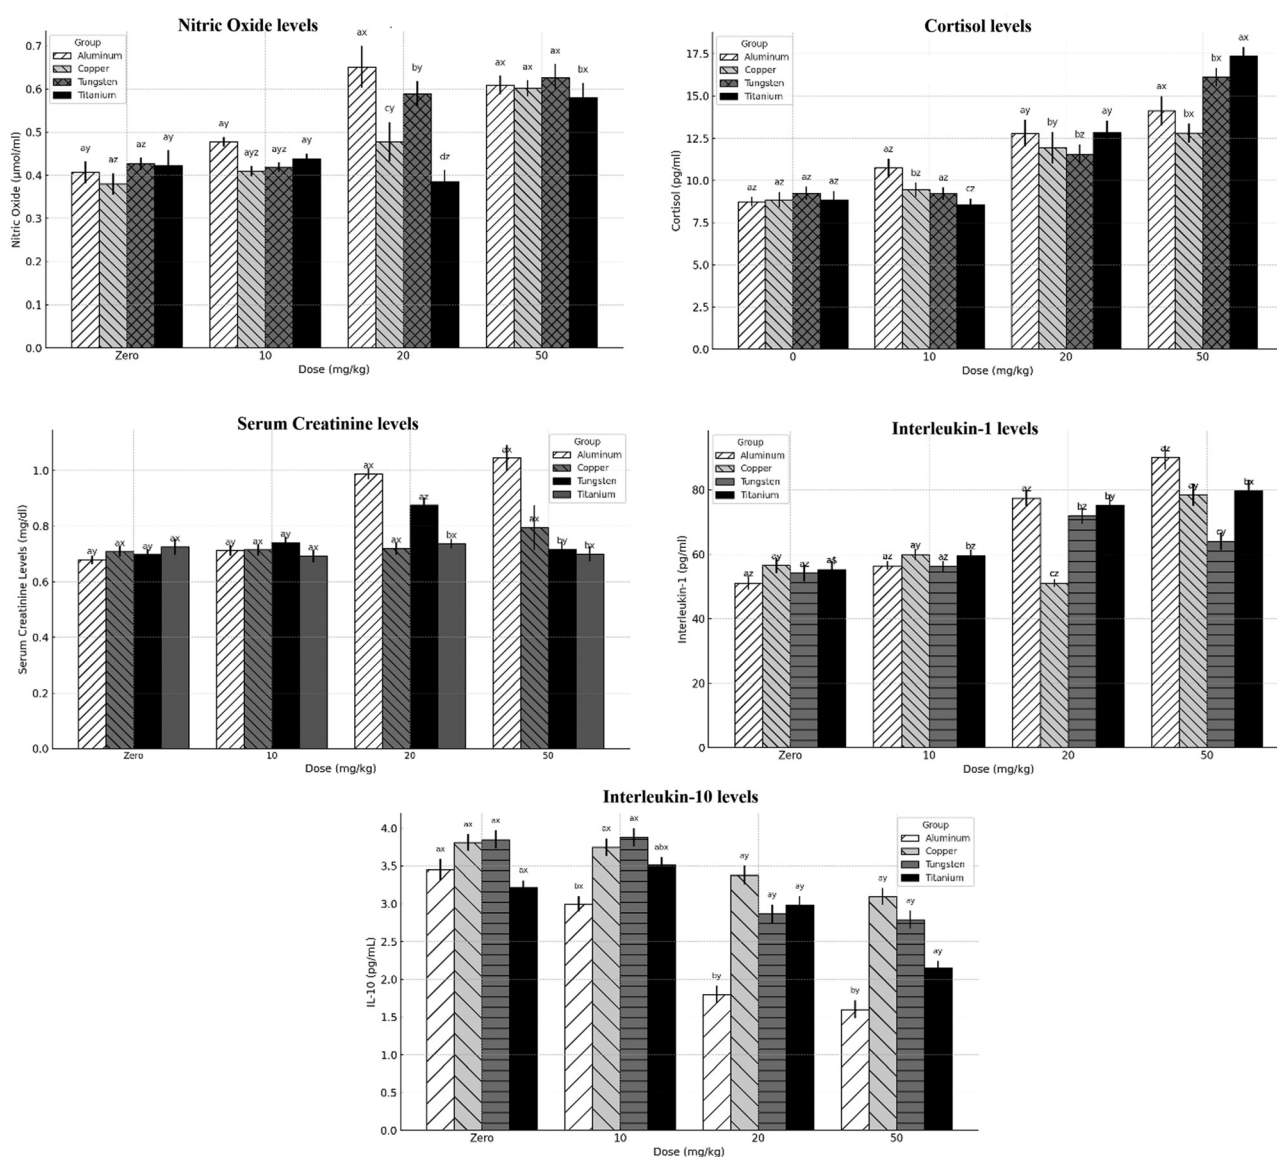 Nitric Oxide levels
Group
Aluminum
Copper
Tungsten
Titanium
Nitric Oxide (µmol/ml)
0.7
0.6
0.5
0.4
0.3
0.2
0.1
0.0
ay az az ay
ay ayz ayz ay
ax cy by dz
ax ax ax bx
Zero 10 20 50
Dose (mg/kg)
Cortisol levels
Group
Aluminum
Copper
Tungsten
Titanium
Cortisol (pg/ml)
17.5
15.0
12.5
10.0
7.5
5.0
2.5
0.0
az az az az
az bz az cz
ay by bz ay
ax bx bx ax
0 10 20 50
Dose (mg/kg)
Serum Creatinine levels
Group
Aluminum
Copper
Tungsten
Titanium
Serum Creatinine Levels (mg/dl)
1.0
0.8
0.6
0.4
0.2
0.0
ay ax ay ax
ay ax ay ax
ax ax az bx
ax ax by bx
Zero 10 20 50
Dose (mg/kg)
Interleukin-1 levels
Group
Aluminum
Copper
Tungsten
Titanium
Interleukin-1 (pg/ml)
80
60
40
20
0
az ay az
az ay az bz
ax cz bz by
az ay cy bx
Zero 10 20 50
Dose (mg/kg)
Interleukin-10 levels
Group
Aluminum
Copper
Tungsten
Titanium
IL-10 (pg/mL)
4.0
3.5
3.0
2.5
2.0
1.5
1.0
0.5
0.0
ax ax ax ax
bx ax ax abx
by ay ay ay
by ay ay ay
Zero 10 20 50
Dose (mg/kg)